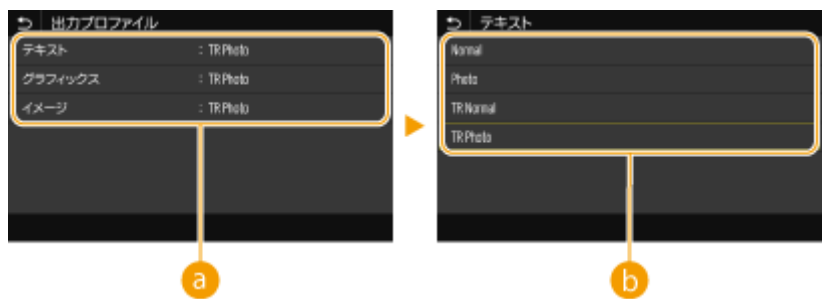 出力プロファイル
テキスト : TR Photo
グラフィックス : TR Photo
イメージ : TR Photo
a
テキスト
Normal
Photo
TR Normal
TR Photo
b